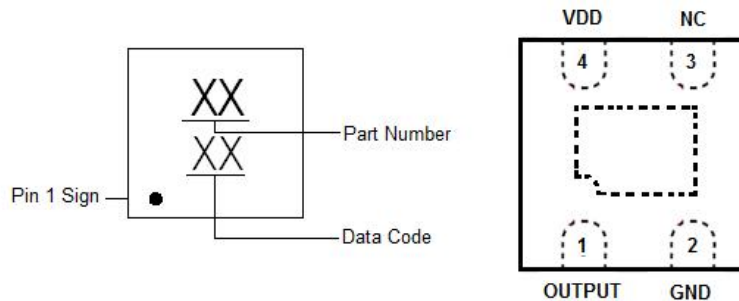 XX
Part Number
XX
Pin 1 Sign
Data Code
VDD NC
4 3
1 2
OUTPUT GND